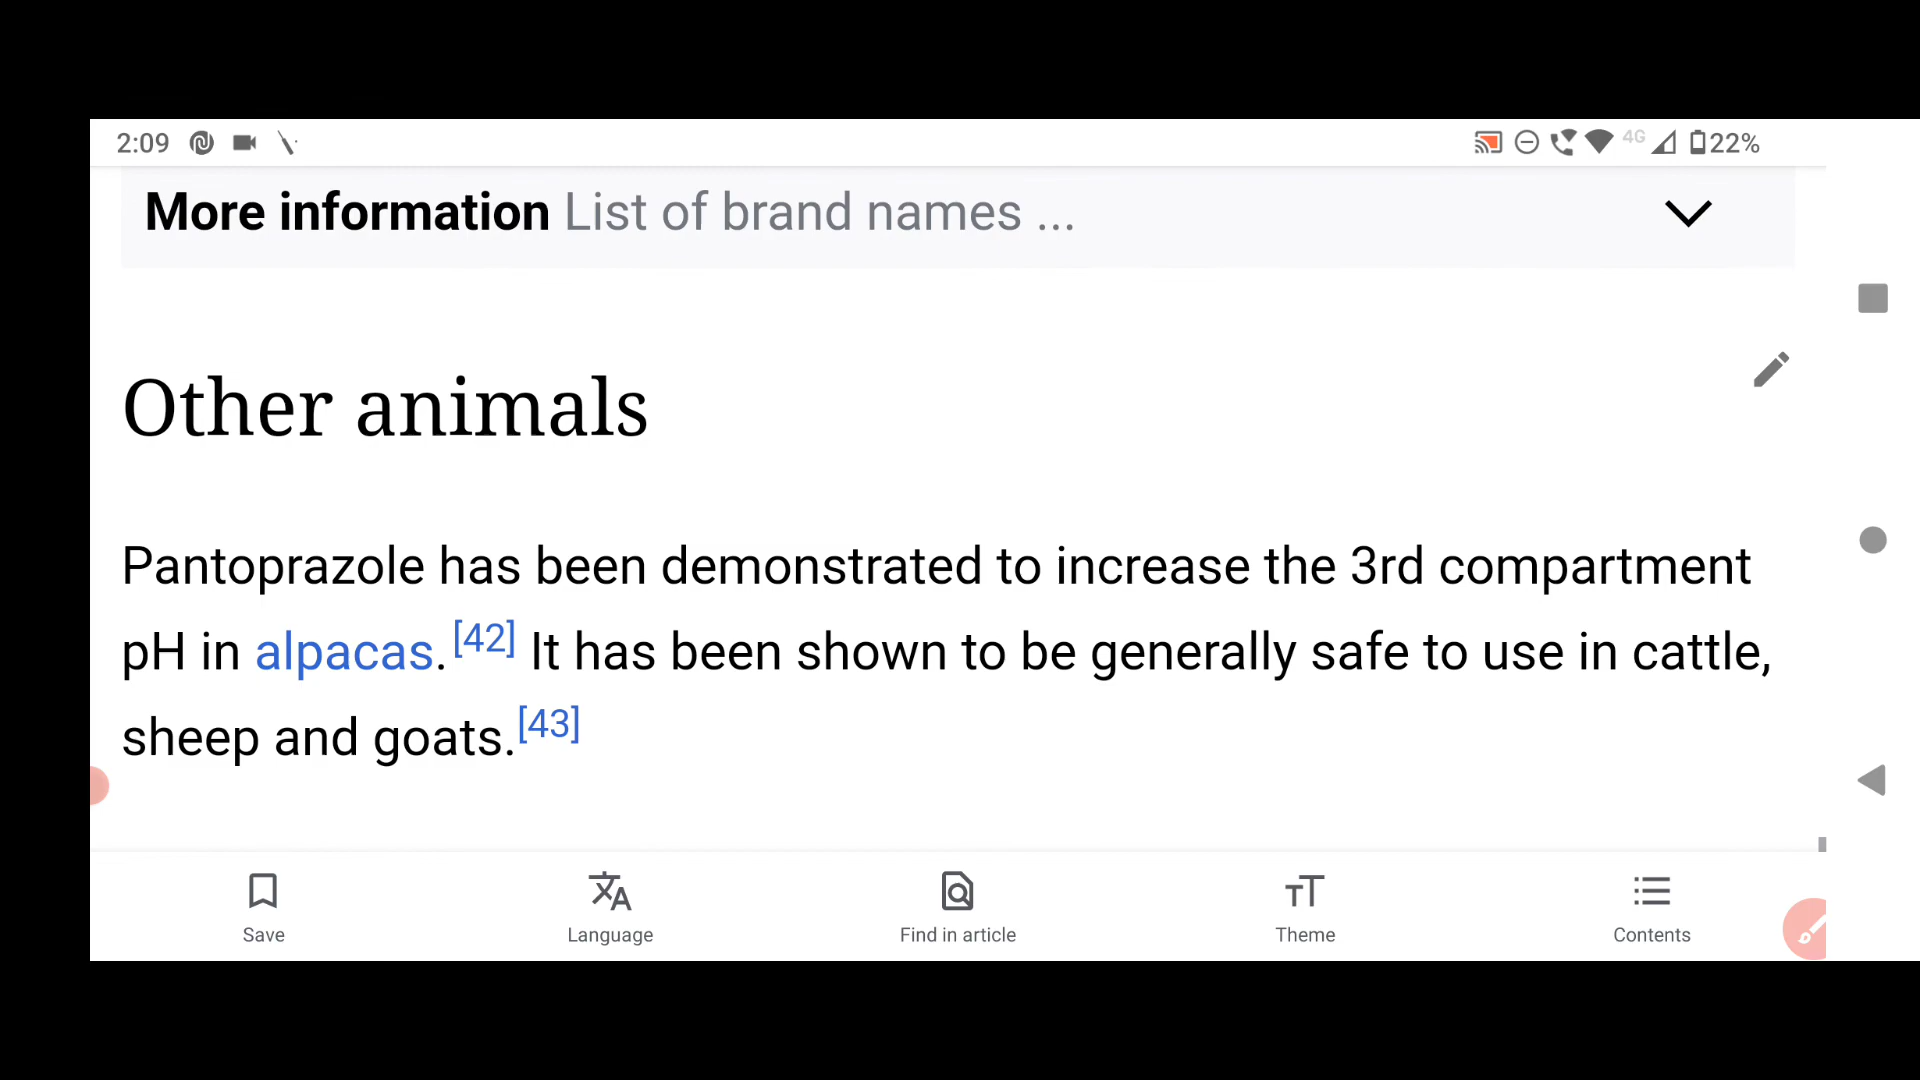 2:09 4G 22%
More information List of brand names ...
Other animals
Pantoprazole has been demonstrated to increase the 3rd compartment
pH in alpacas.[42] It has been shown to be generally safe to use in cattle,
sheep and goats.[43]
Save Language Find in article Theme Contents